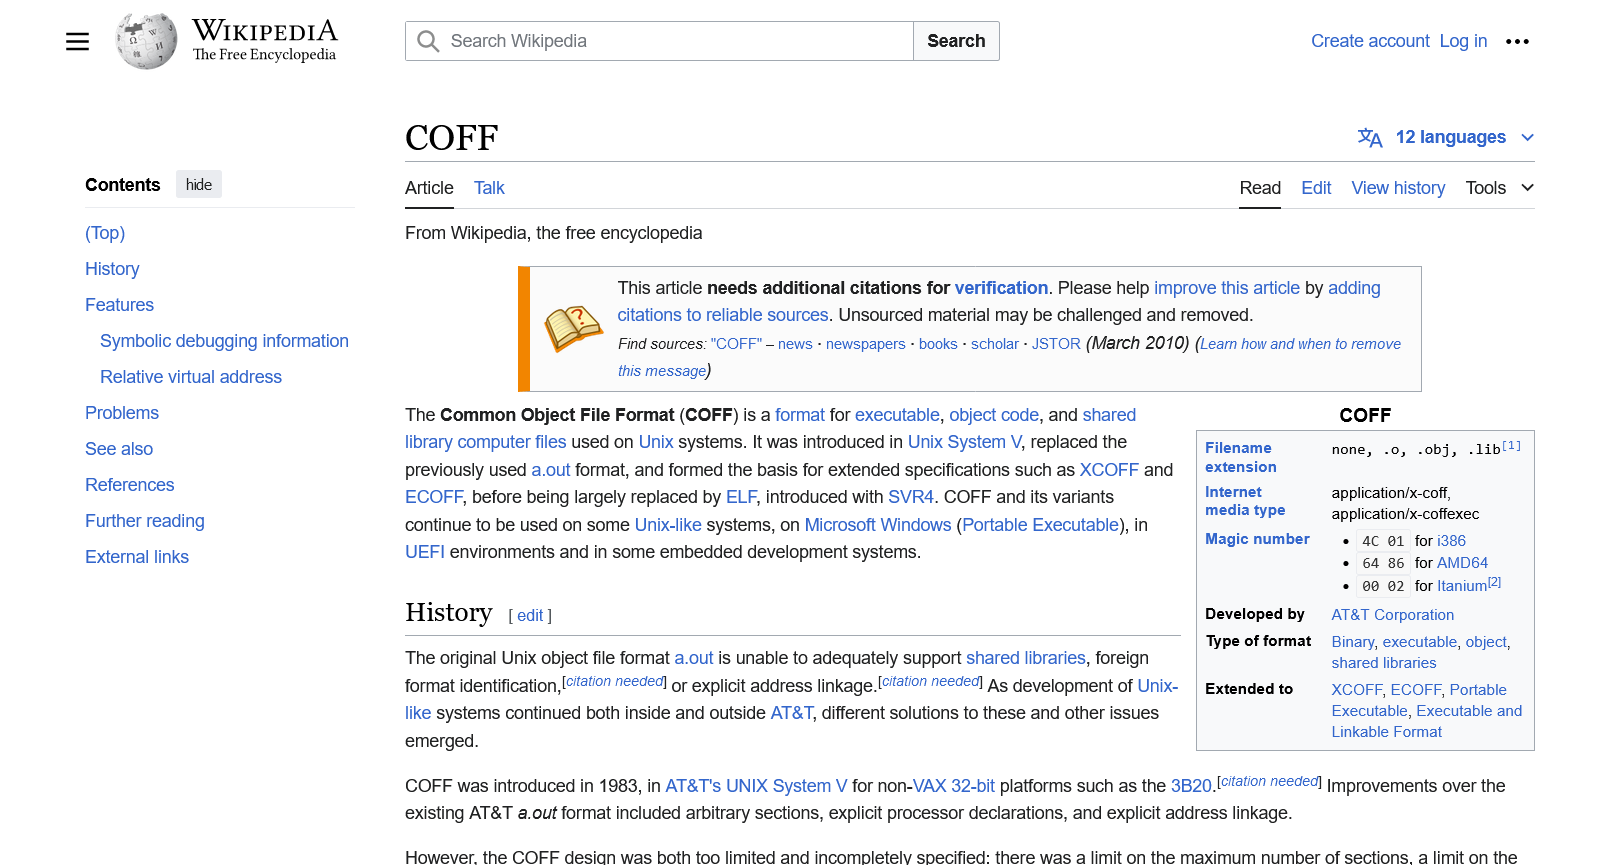 WIKIPEDIA
The Free Encyclopedia
Search Wikipedia
Search
Create account Log in
COFF
12 languages
Contents hide
(Top)
History
Features
Symbolic debugging information
Relative virtual address
Problems
See also
References
Further reading
External links
Article Talk
Read Edit View history Tools
From Wikipedia, the free encyclopedia
This article needs additional citations for verification. Please help improve this article by adding
citations to reliable sources. Unsourced material may be challenged and removed.
Find sources: "COFF" – news · newspapers · books · scholar · JSTOR (March 2010) (Learn how and when to remove
this message)
The Common Object File Format (COFF) is a format for executable, object code, and shared
library computer files used on Unix systems. It was introduced in Unix System V, replaced the
previously used a.out format, and formed the basis for extended specifications such as XCOFF and
ECOFF, before being largely replaced by ELF, introduced with SVR4. COFF and its variants
continue to be used on some Unix-like systems, on Microsoft Windows (Portable Executable), in
UEFI environments and in some embedded development systems.
COFF
Filename
extension
none, .o, .obj, .lib[1]
Internet
media type
application/x-coff,
application/x-coffexec
Magic number
4C 01 for i386
64 86 for AMD64
00 02 for Itanium[2]
Developed by AT&T Corporation
Type of format Binary, executable, object,
shared libraries
Extended to XCOFF, ECOFF, Portable
Executable, Executable and
Linkable Format
History [ edit ]
The original Unix object file format a.out is unable to adequately support shared libraries, foreign
format identification,[citation needed] or explicit address linkage.[citation needed] As development of Unix-
like systems continued both inside and outside AT&T, different solutions to these and other issues
emerged.
COFF was introduced in 1983, in AT&T's UNIX System V for non-VAX 32-bit platforms such as the 3B20.[citation needed] Improvements over the
existing AT&T a.out format included arbitrary sections, explicit processor declarations, and explicit address linkage.
However, the COFF design was both too limited and incompletely specified: there was a limit on the maximum number of sections, a limit on the